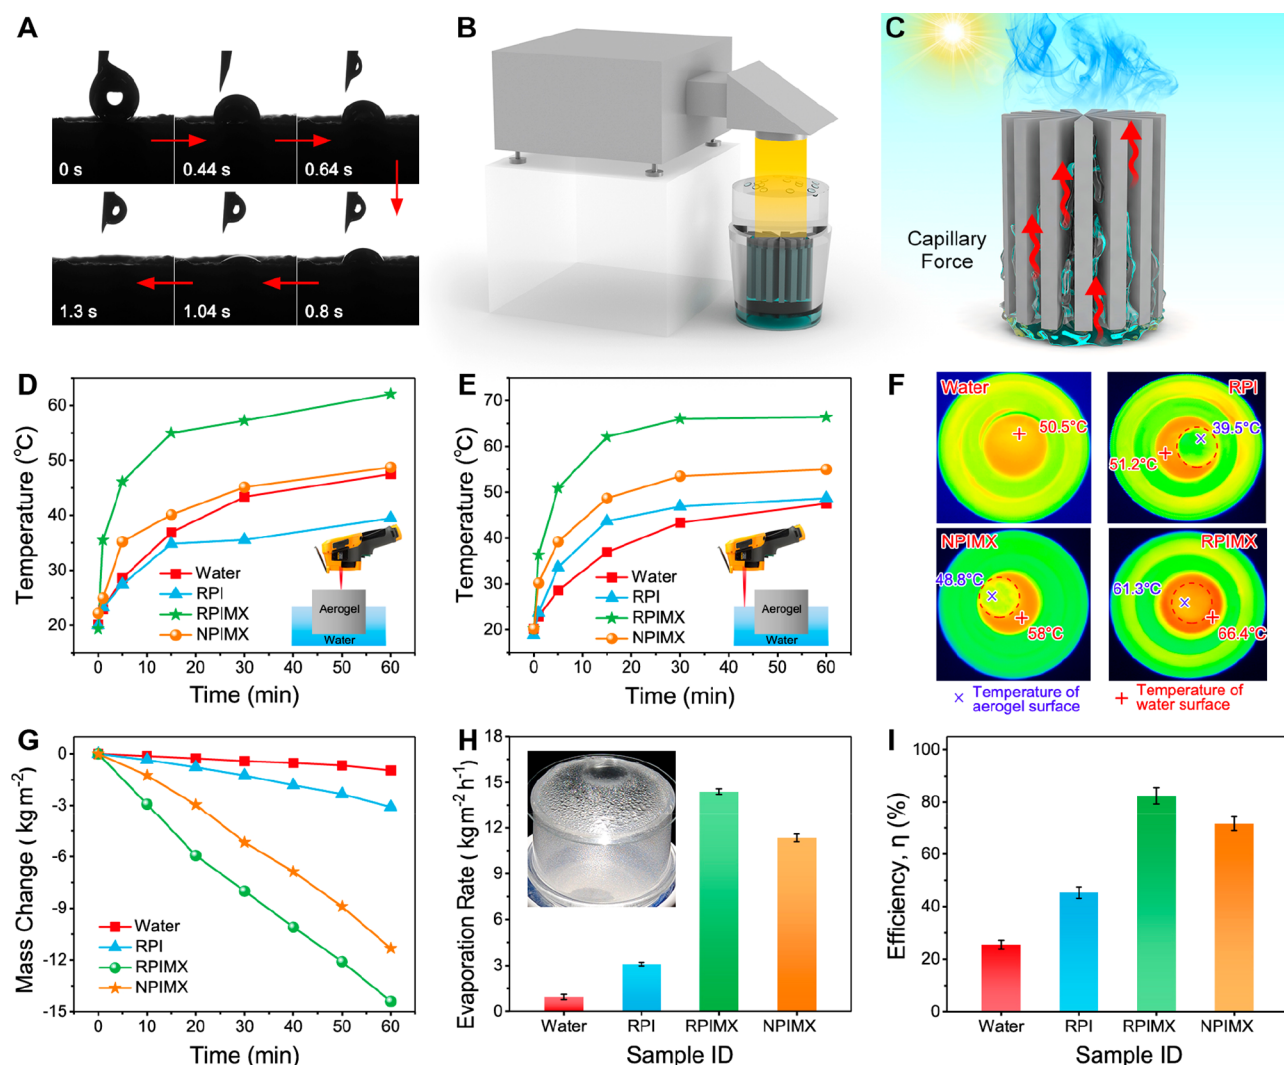 A
0 s
0.44 s
0.64 s
1.3 s
1.04 s
0.8 s
B
C
Capillary
Force
D
Temperature (°C)
60
50
40
30
20
Water
RPI
RPIMX
NPIMX
Aerogel
Water
0 10 20 30 40 50 60
Time (min)
E
Temperature (°C)
70
60
50
40
30
20
Water
RPI
RPIMX
NPIMX
Aerogel
Water
0 10 20 30 40 50 60
Time (min)
F
Water
50.5°C
RPI
39.5°C
51.2°C
NPIMX
48.8°C
58°C
RPIMX
61.3°C
66.4°C
× Temperature of
aerogel surface
+ Temperature of
water surface
G
Mass Change (kg m-2)
0
-3
-6
-9
-12
-15
Water
RPI
RPIMX
NPIMX
0 10 20 30 40 50 60
Time (min)
H
Evaporation Rate (kg m-2 h-1)
18
15
12
9
6
3
0
Water RPI RPIMX NPIMX
Sample ID
I
Efficiency, η (%)
100
80
60
40
20
0
Water RPI RPIMX NPIMX
Sample ID